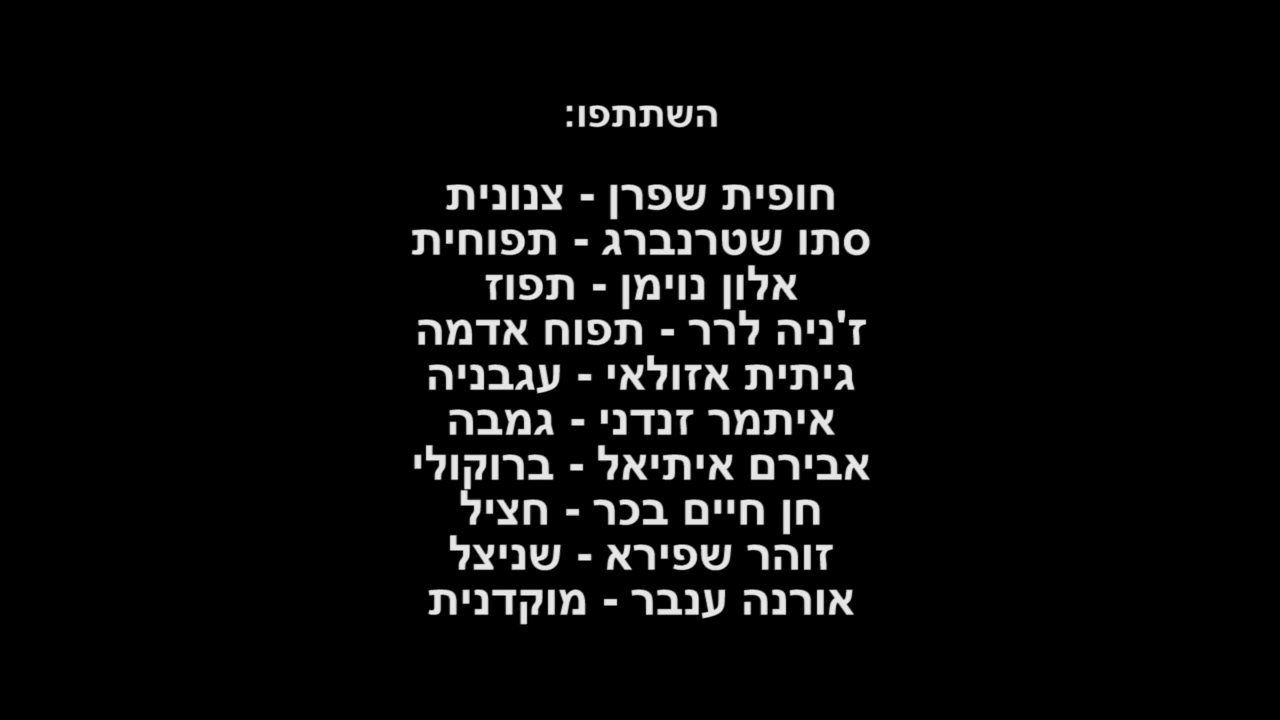 השתתפו:
חופית שפרן - צנונית
סתו שטרנברג - תפוחית
אלון נוימן - תפוז
ז'ניה לרר - תפוח אדמה
גיתית אזולאי - עגבניה
איתמר זנדני - גמבה
אבירם איתיאל - ברוקולי
חן חיים בכר - חציל
זוהר שפירא - שניצל
אורנה ענבר - מוקדנית